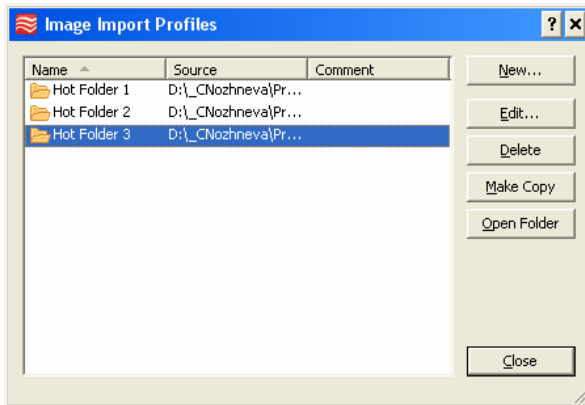 Image Import Profiles
Name Source Comment
Hot Folder 1 D:\_CNozhneva\Pr...
Hot Folder 2 D:\_CNozhneva\Pr...
Hot Folder 3 D:\_CNozhneva\Pr...
New...
Edit...
Delete
Make Copy
Open Folder
Close